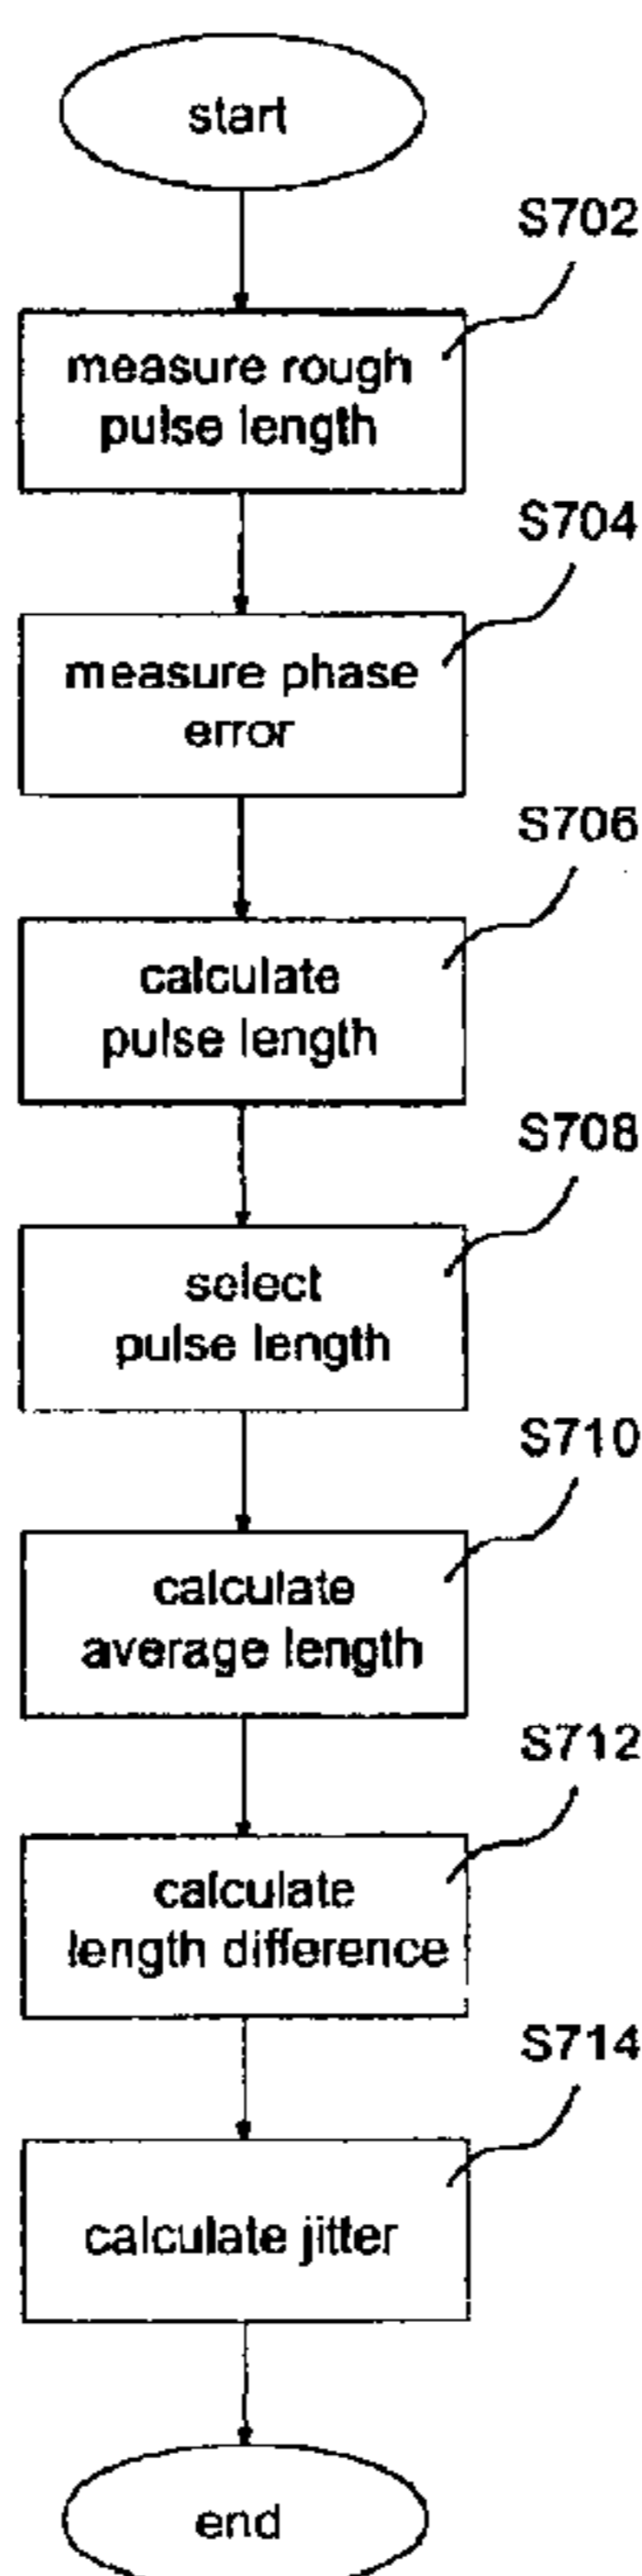 start
S702
measure rough
pulse length
S704
measure phase
error
S706
calculate
pulse length
S708
select
pulse length
S710
calculate
average length
S712
calculate
length difference
S714
calculate jitter
end